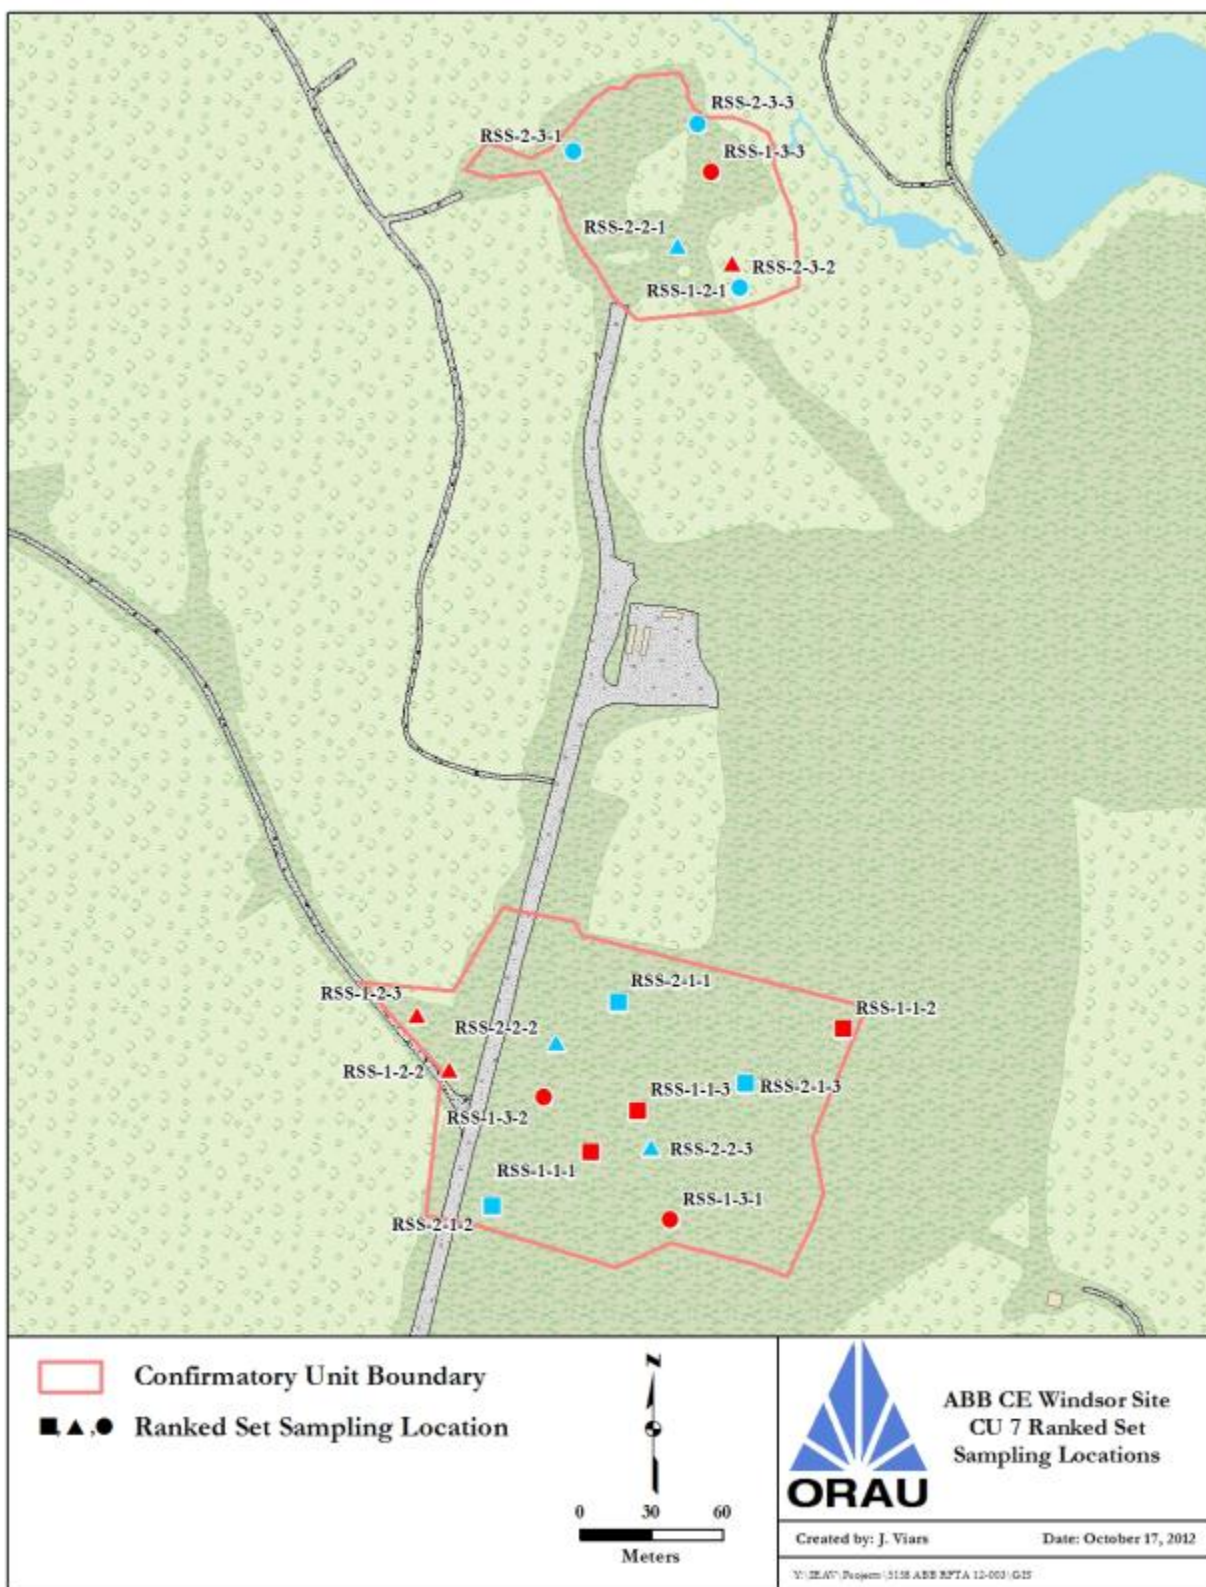 RSS-2-3-3
RSS-2-3-1
RSS-1-3-3
RSS-2-2-1
RSS-2-3-2
RSS-1-2-1
RSS-2-1-1
RSS-1-2-3
RSS-1-1-2
RSS-2-2-2
RSS-1-2-2
RSS-1-1-3
RSS-2-1-3
RSS-1-3-2
RSS-2-2-3
RSS-1-1-1
RSS-1-3-1
RSS-2-1-2
Confirmatory Unit Boundary
Ranked Set Sampling Location
N
0 30 60
Meters
ORAU
ABB CE Windsor Site
CU 7 Ranked Set
Sampling Locations
Created by: J. Viars Date: October 17, 2012